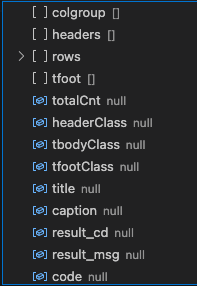 [ ] colgroup []
[ ] headers []
> [ ] rows
[ ] tfoot []
totalCnt null
headerClass null
tbodyClass null
tfootClass null
title null
caption null
result_cd null
result_msg null
code null